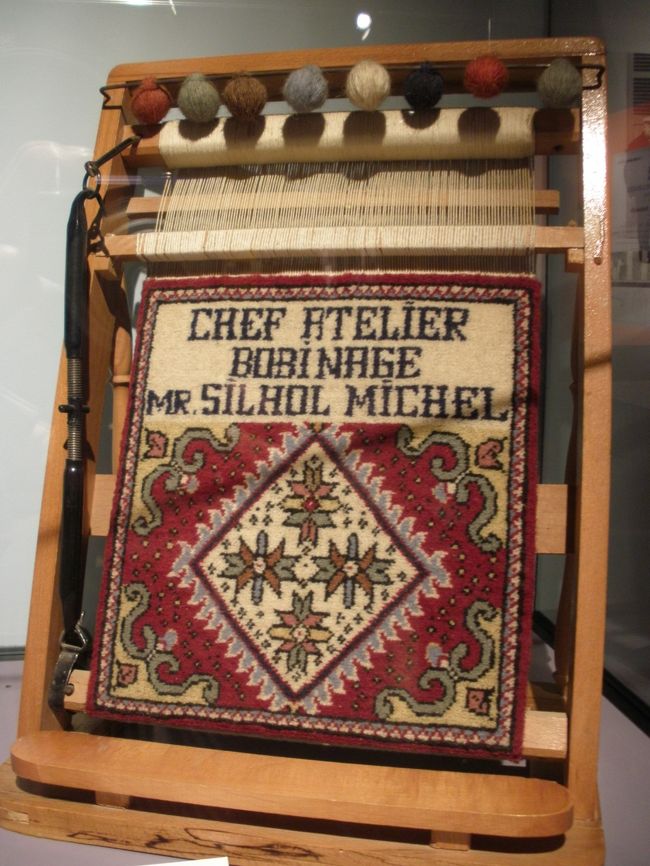 CHEF ATELİER
BOBİNAGE
MR. SİLHOL MİCHEL